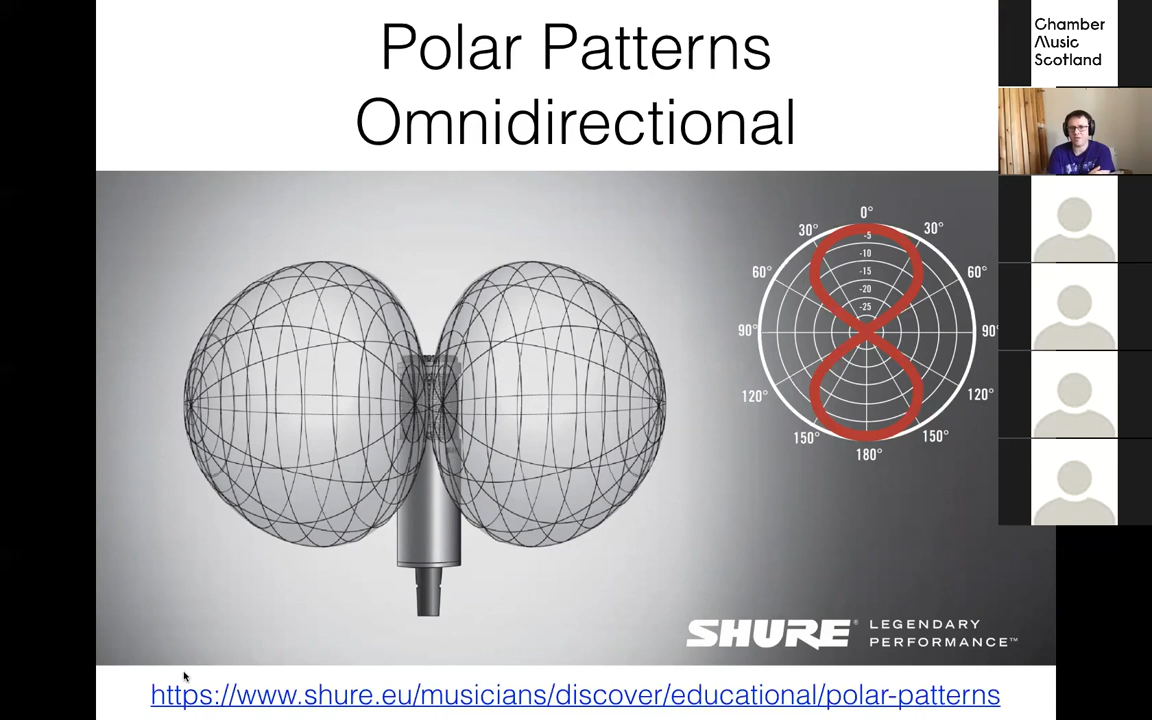 Polar Patterns
Omnidirectional
Chamber
Music
Scotland
0°
30°
30°
-5
-10
60°
60°
-15
-20
-25
90°
90°
120°
120°
150°
150°
180°
SHURE®
LEGENDARY
PERFORMANCE™
https://www.shure.eu/musicians/discover/educational/polar-patterns